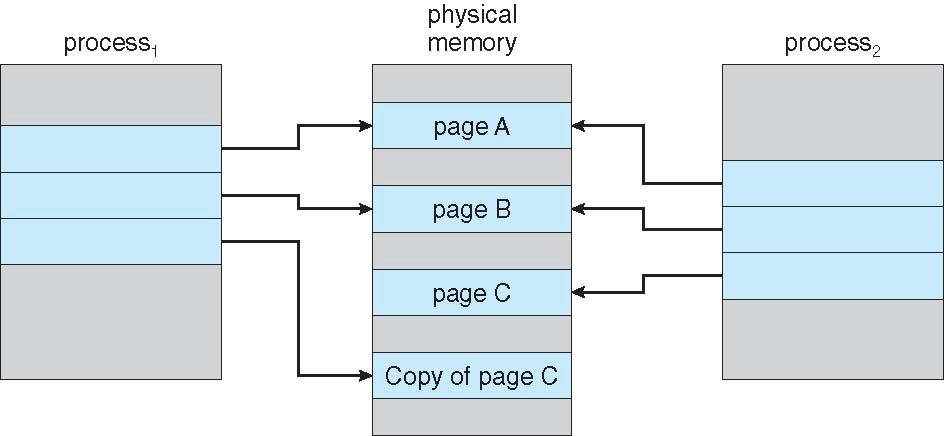 process₁
physical
memory
process₂
page A
page B
page C
Copy of page C